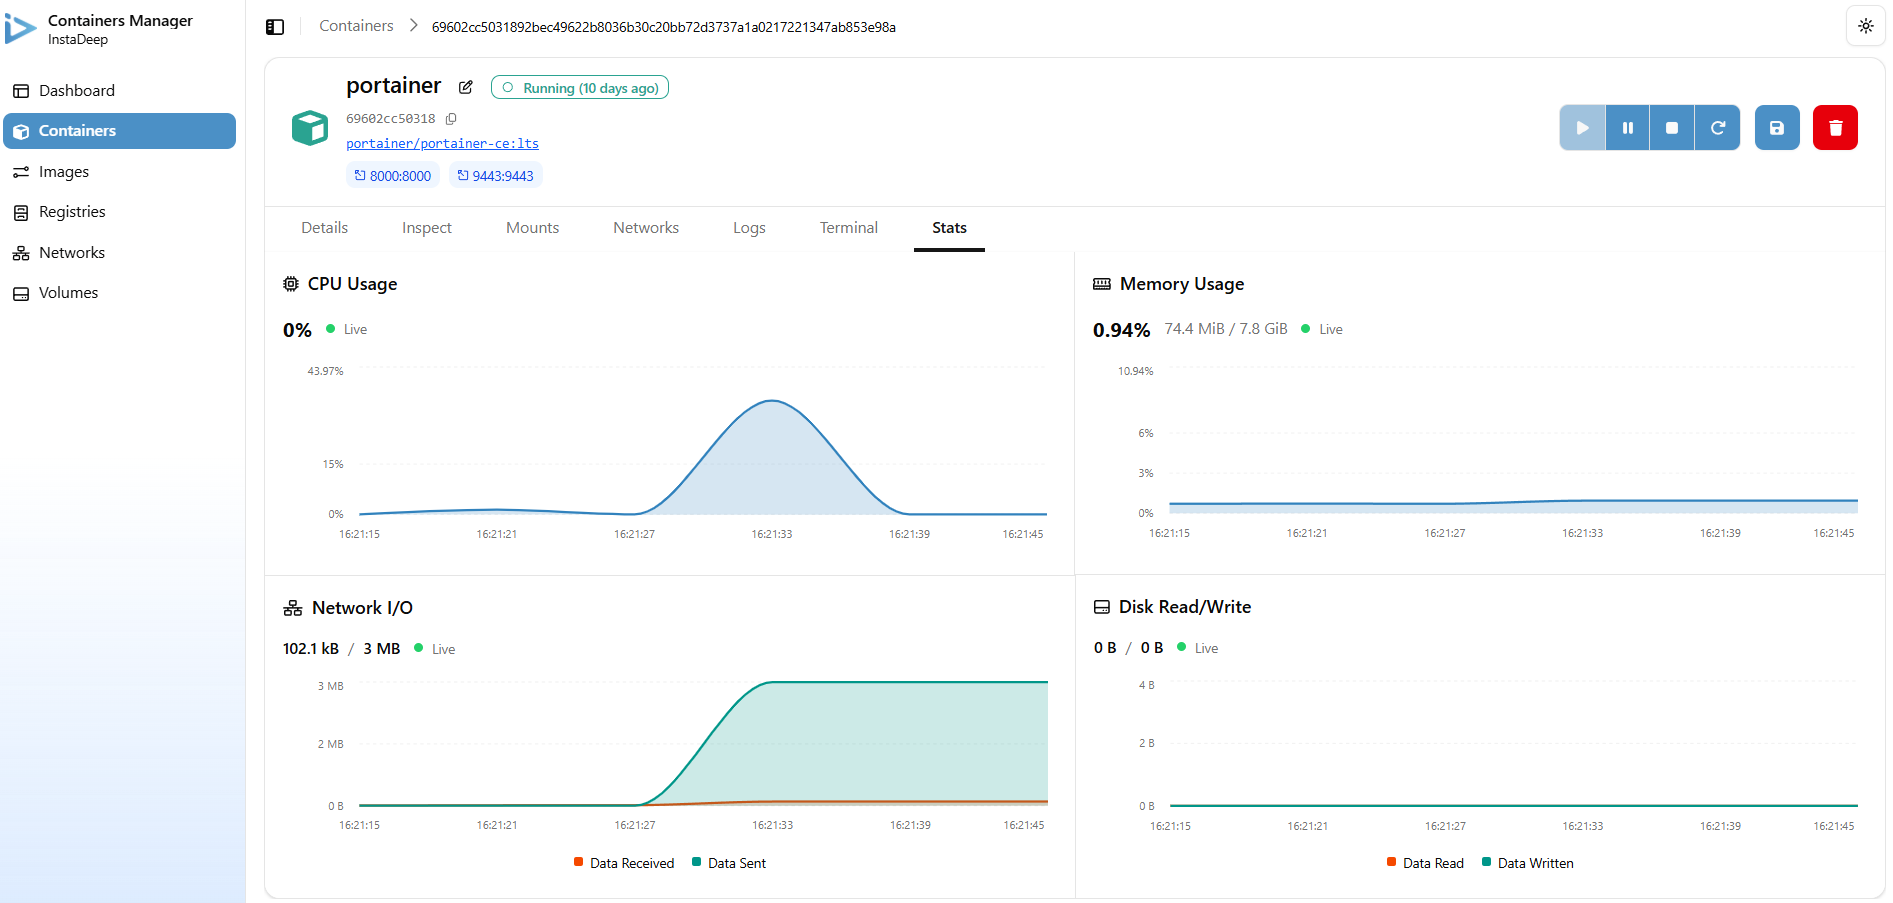 Containers Manager
InstaDeep
Dashboard
Containers
Images
Registries
Networks
Volumes
Containers > 69602cc5031892bec49622b8036b30c20bb72d3737a1a0217221347ab853e98a
portainer
Running (10 days ago)
69602cc50318
portainer/portainer-ce:lts
8000:8000 9443:9443
Details Inspect Mounts Networks Logs Terminal Stats
CPU Usage
0% Live
43.97%
15%
0%
16:21:15 16:21:21 16:21:27 16:21:33 16:21:39 16:21:45
Memory Usage
0.94% 74.4 MiB / 7.8 GiB Live
10.94%
6%
3%
0%
16:21:15 16:21:21 16:21:27 16:21:33 16:21:39 16:21:45
Network I/O
102.1 kB / 3 MB Live
3 MB
2 MB
0 B
16:21:15 16:21:21 16:21:27 16:21:33 16:21:39 16:21:45
Data Received Data Sent
Disk Read/Write
0 B / 0 B Live
4 B
2 B
0 B
16:21:15 16:21:21 16:21:27 16:21:33 16:21:39 16:21:45
Data Read Data Written